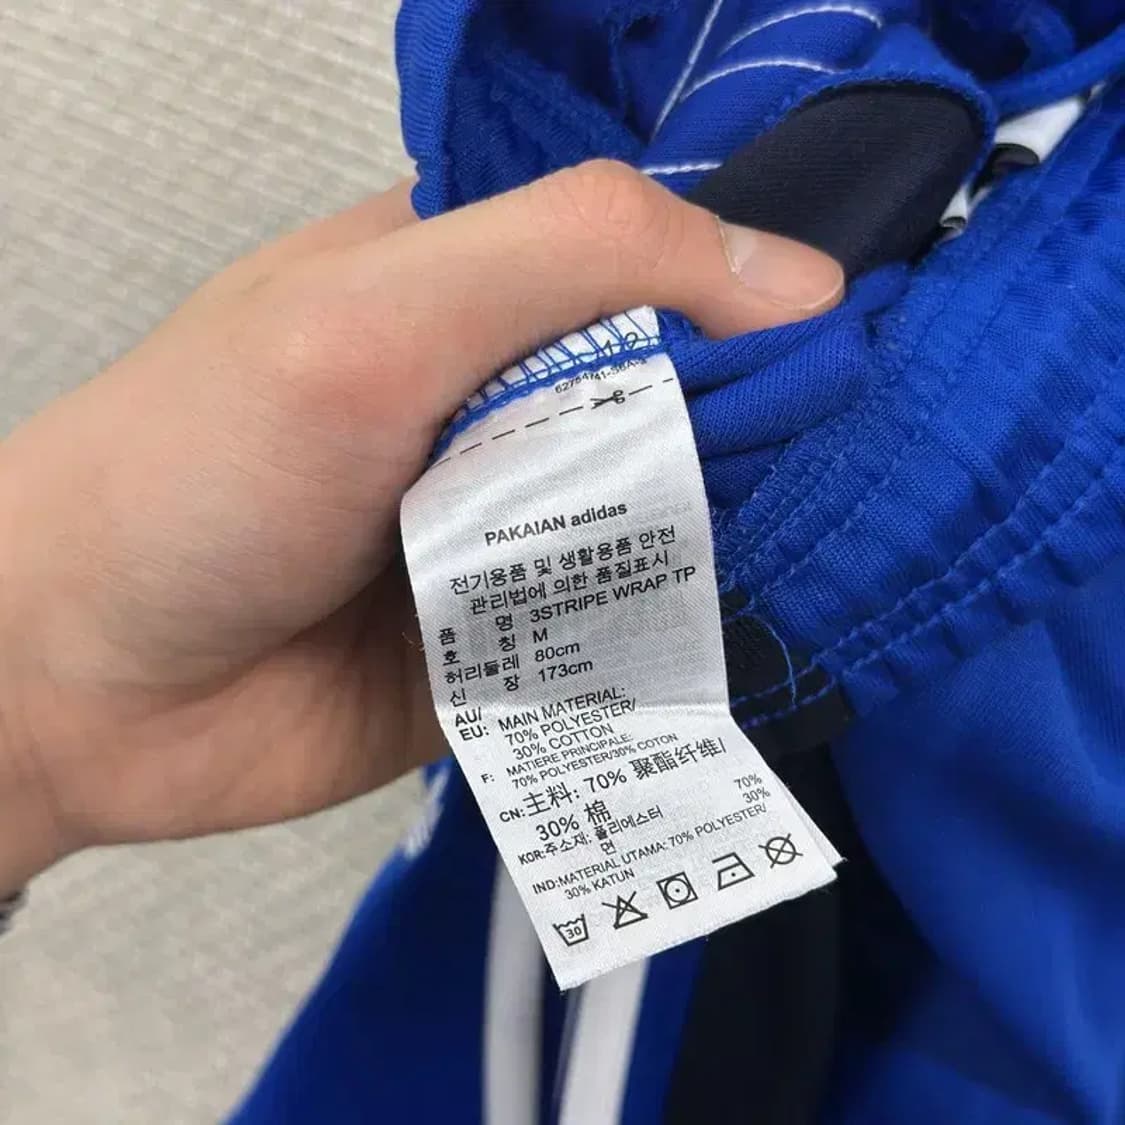 PAKAIAN adidas
전기용품 및 생활용품 안전
관리법에 의한 품질표시
품 명 3STRIPE WRAP TP
호 칭 M
허리둘레 80cm
신 장 173cm
AU/
EU: MAIN MATERIAL:
70% POLYESTER/
30% COTTON
F: MATIERE PRINCIPALE:
70% POLYESTER/30% COTON
CN:主料: 70% 聚酯纤维/
30% 棉
KOR:주소재: 폴리에스터 70%
면 30%
IND:MATERIAL UTAMA: 70% POLYESTER/
30% KATUN
30